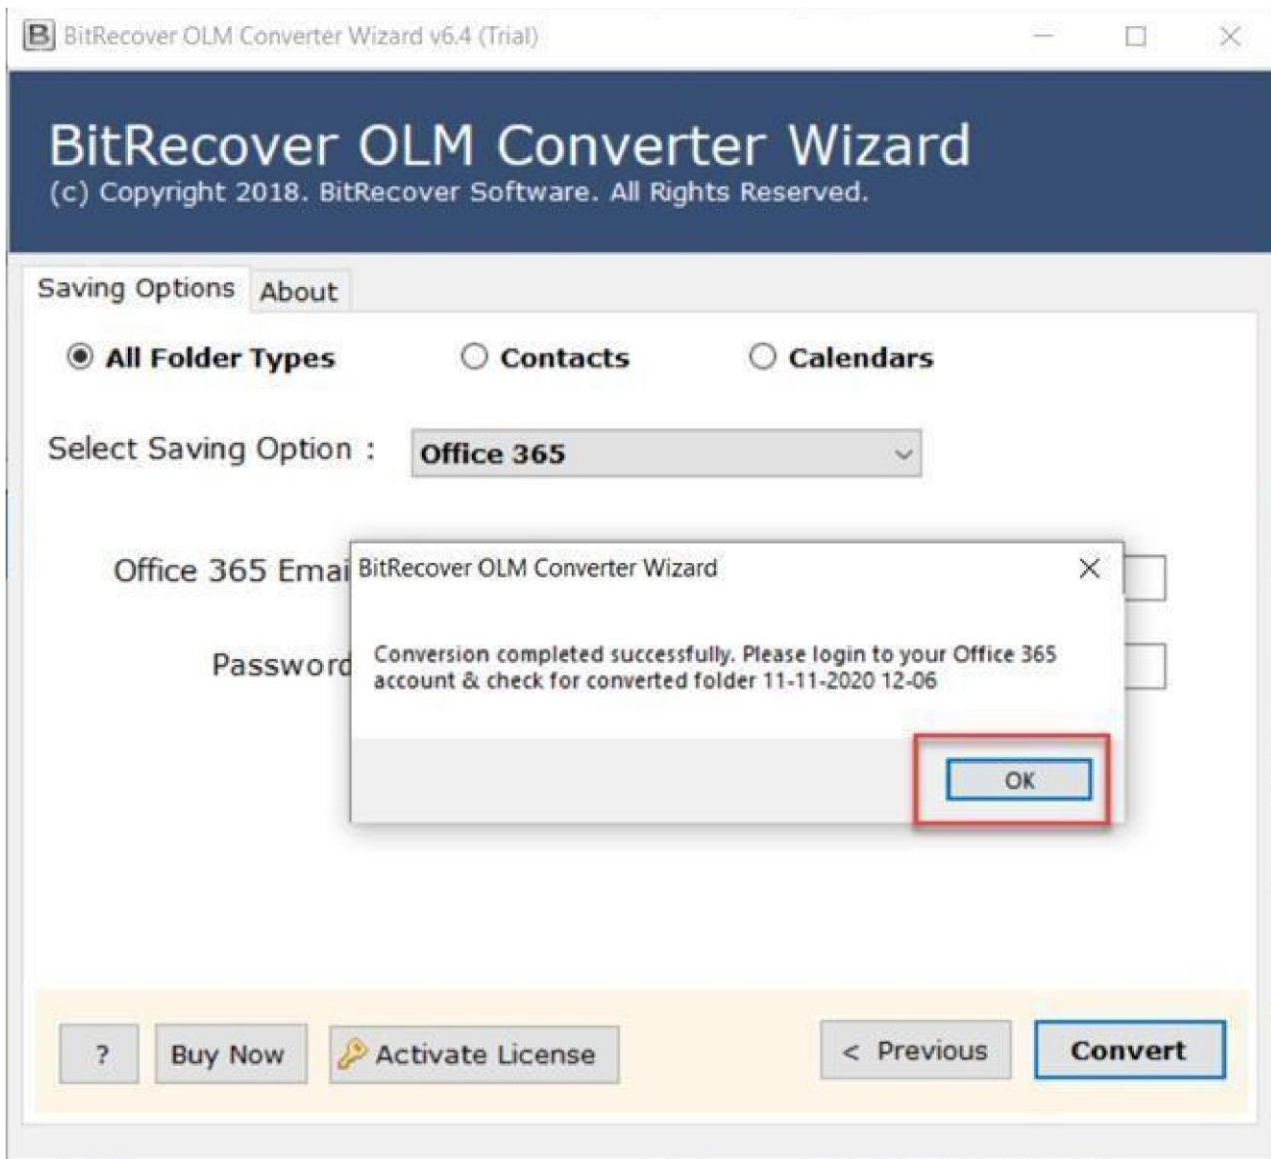 B BitRecover OLM Converter Wizard v6.4 (Trial)
BitRecover OLM Converter Wizard
(c) Copyright 2018. BitRecover Software. All Rights Reserved.
Saving Options About
All Folder Types Contacts Calendars
Select Saving Option : Office 365
Office 365 Emai
Password
BitRecover OLM Converter Wizard
Conversion completed successfully. Please login to your Office 365
account & check for converted folder 11-11-2020 12-06
OK
? Buy Now Activate License < Previous Convert